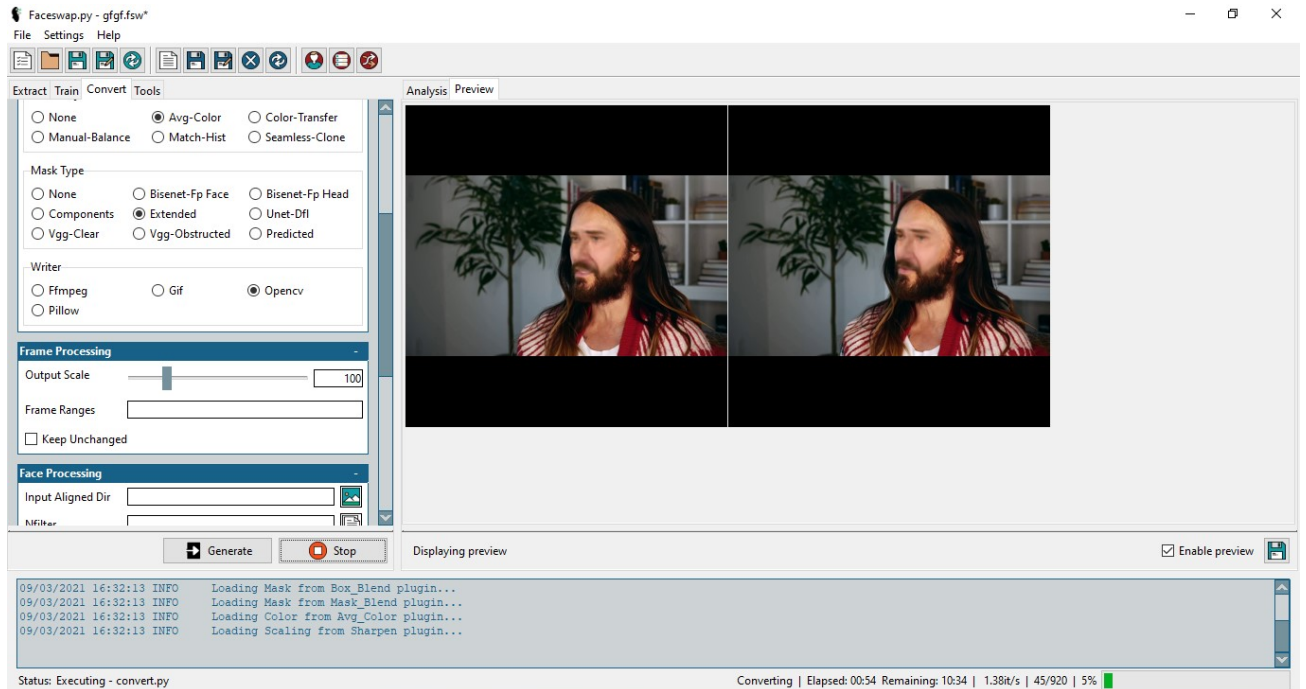 Faceswap.py - gfgf.fsw*
File Settings Help
Extract Train Convert Tools
None Avg-Color Color-Transfer
Manual-Balance Match-Hist Seamless-Clone
Mask Type
None Bisenet-Fp Face Bisenet-Fp Head
Components Extended Unet-Dfl
Vgg-Clear Vgg-Obstructed Predicted
Writer
Ffmpeg Gif Opencv
Pillow
Frame Processing -
Output Scale 100
Frame Ranges
Keep Unchanged
Face Processing -
Input Aligned Dir
Nfilter
Generate Stop
Analysis Preview
Displaying preview Enable preview
09/03/2021 16:32:13 INFO Loading Mask from Box_Blend plugin...
09/03/2021 16:32:13 INFO Loading Mask from Mask_Blend plugin...
09/03/2021 16:32:13 INFO Loading Color from Avg_Color plugin...
09/03/2021 16:32:13 INFO Loading Scaling from Sharpen plugin...
Status: Executing - convert.py Converting | Elapsed: 00:54 Remaining: 10:34 | 1.38it/s | 45/920 | 5%